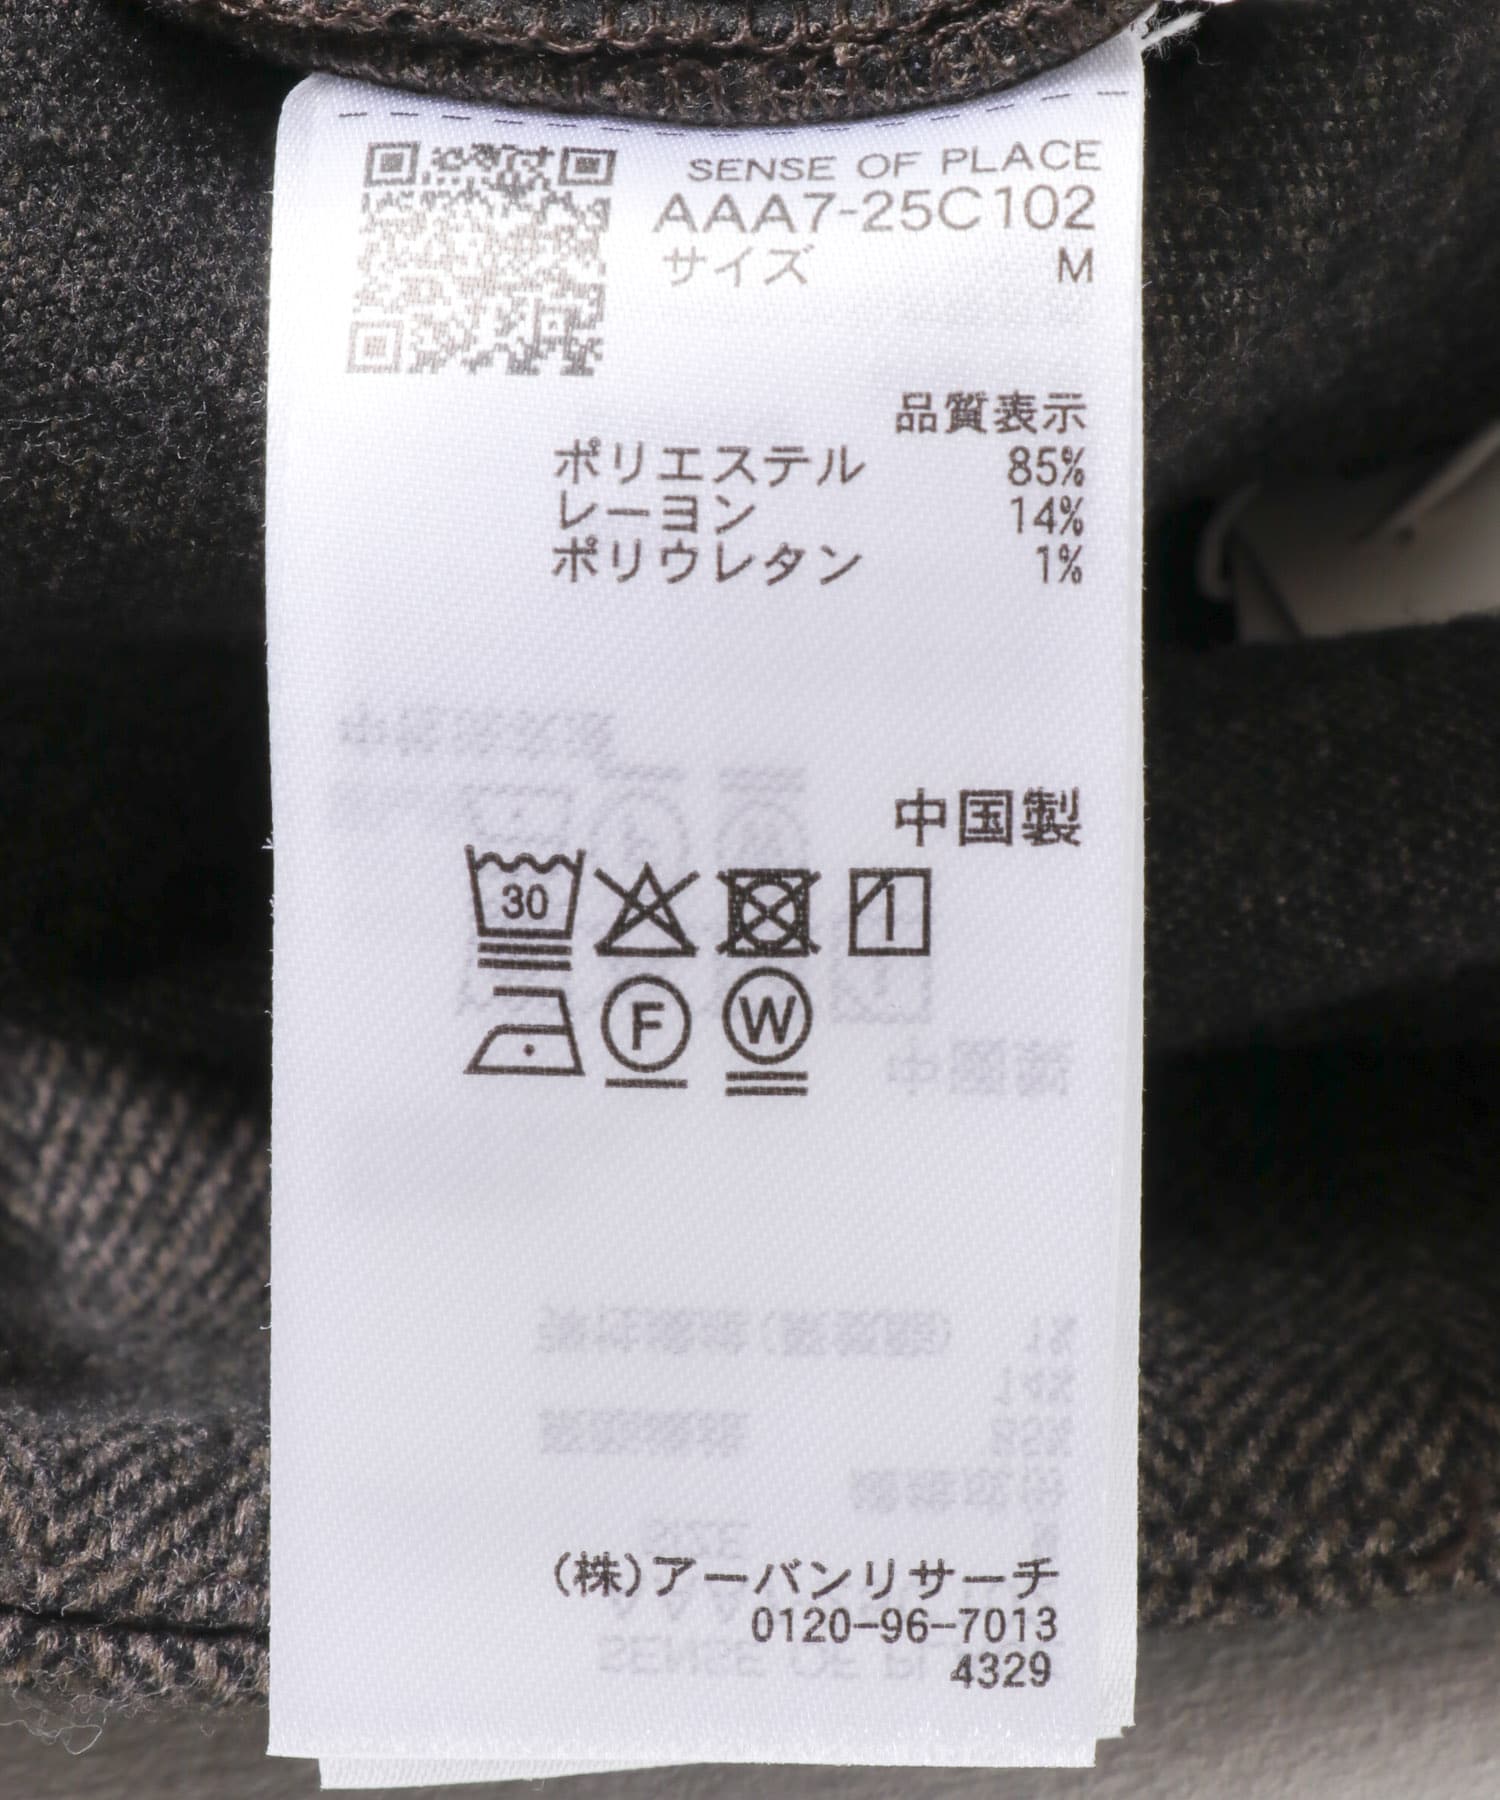 SENSE OF PLACE
AAA7-25C102
サイズ M
品質表示
ポリエステル 85%
レーヨン 14%
ポリウレタン 1%
中国製
30
F W
(株)アーバンリサーチ
0120-96-7013
4329